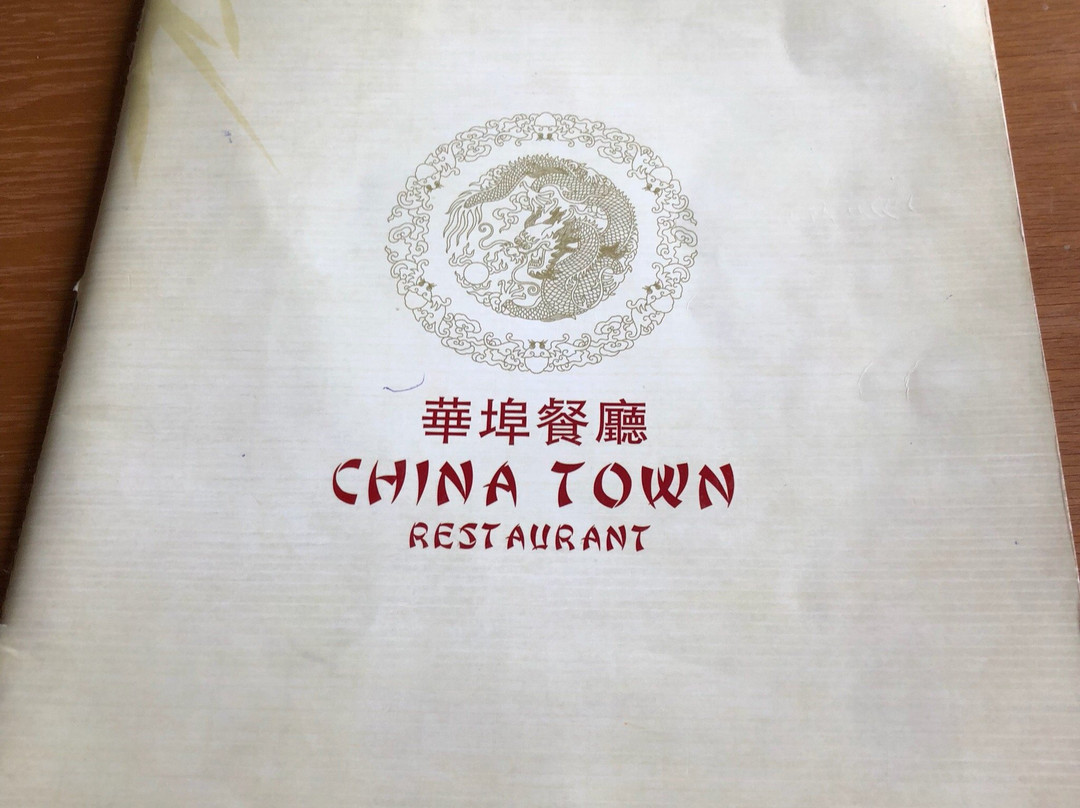 華埠餐廳
CHINA TOWN
RESTAURANT